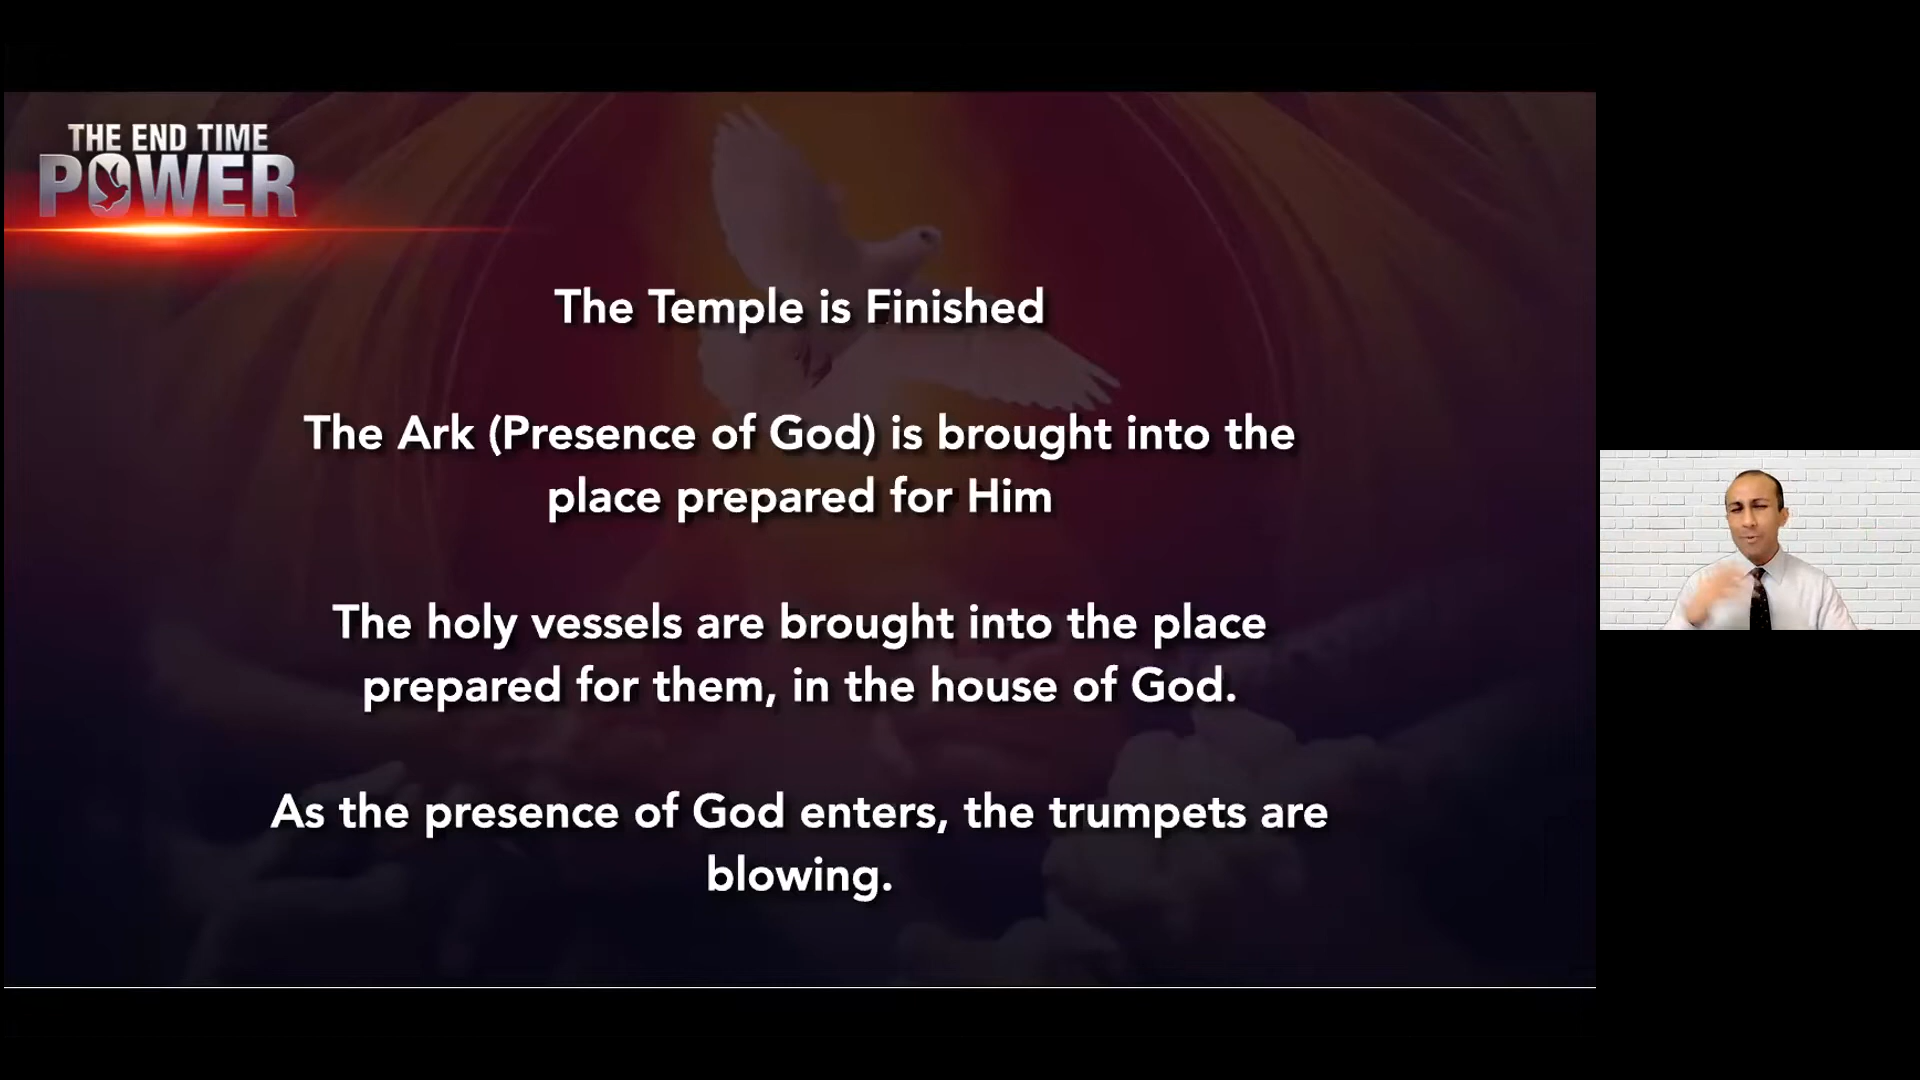 THE END TIME
POWER
The Temple is Finished
The Ark (Presence of God) is brought into the
place prepared for Him
The holy vessels are brought into the place
prepared for them, in the house of God.
As the presence of God enters, the trumpets are
blowing.